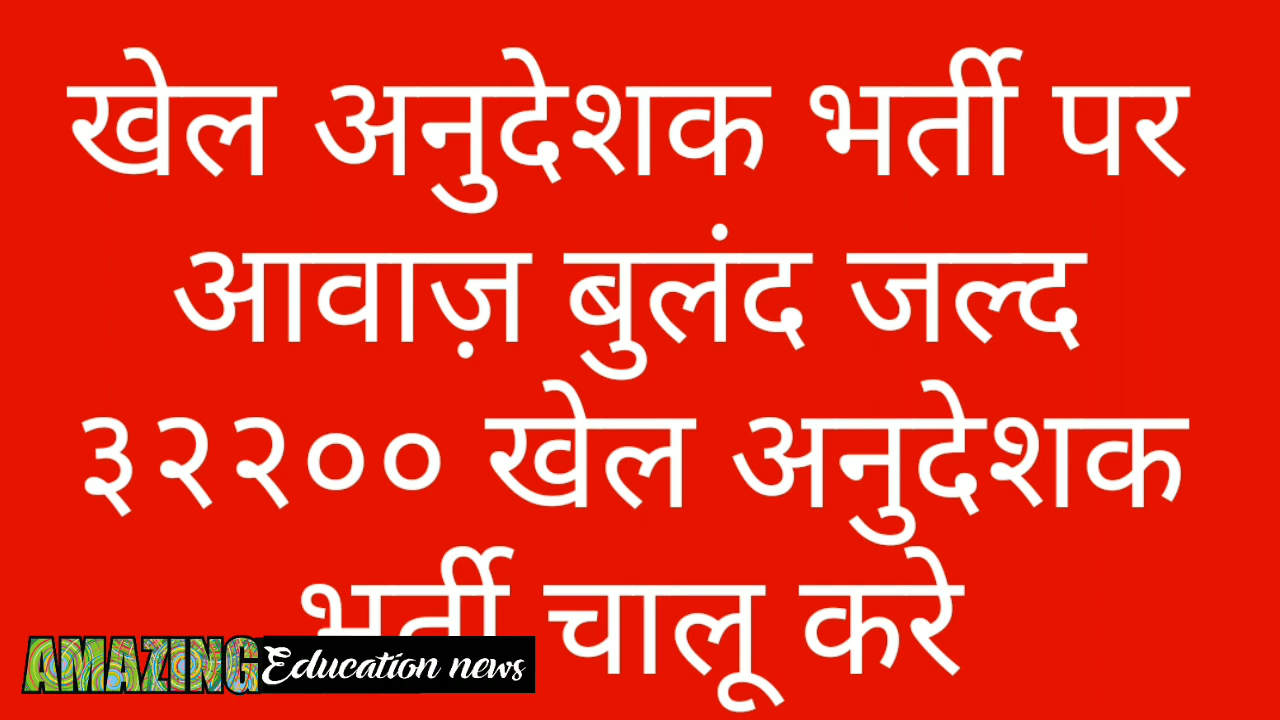 खेल अनुदेशक भर्ती पर
आवाज़ बुलंद जल्द
३२२०० खेल अनुदेशक
भर्ती चालू करे
AMAZING Education news